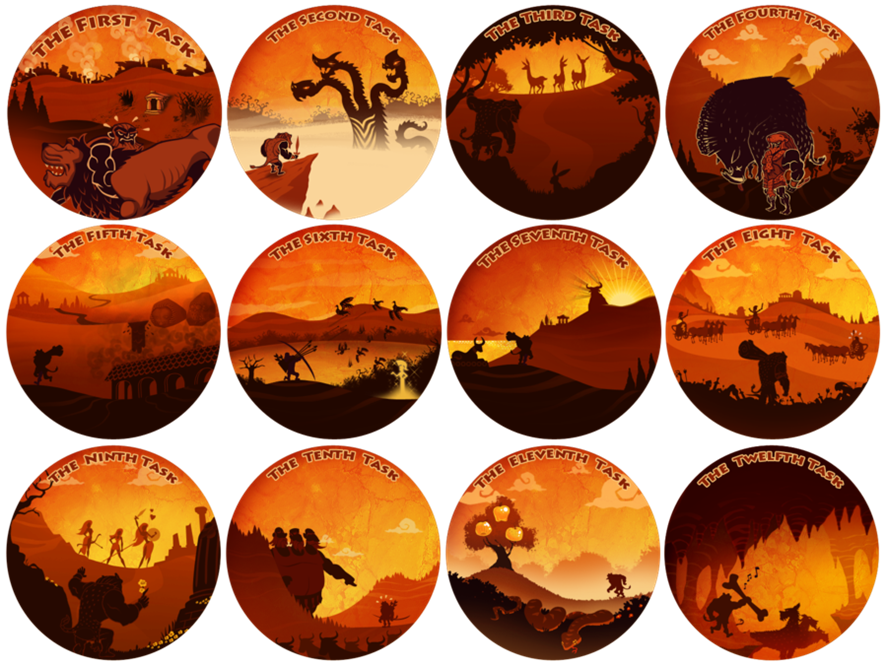 The First Task
The Second Task
The Third Task
The Fourth Task
The Fifth Task
The Sixth Task
The Seventh Task
The Eight Task
The Ninth Task
The Tenth Task
The Eleventh Task
The Twelfth Task